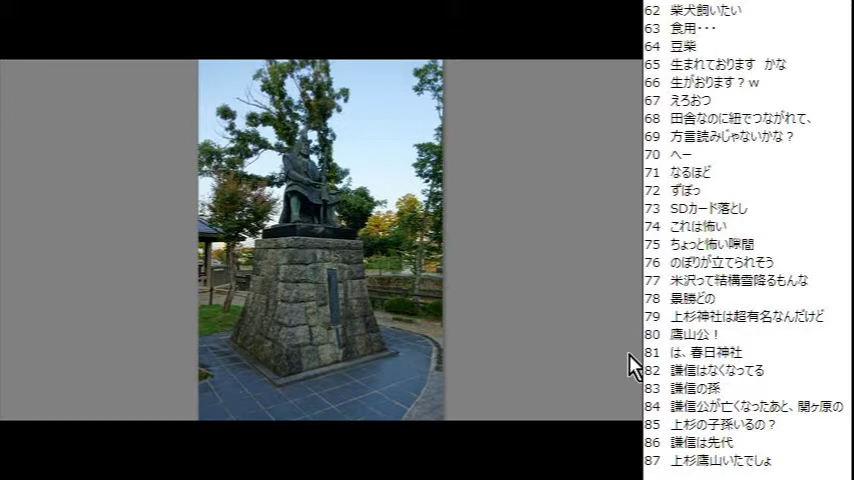 62 柴犬飼いたい
63 食用・・・
64 豆柴
65 生まれております　かな
66 生がおります？ｗ
67 えろおつ
68 田舎なのに紐でつながれて、
69 方言読みじゃないかな？
70 へー
71 なるほど
72 ずぼっ
73 SDカード落とし
74 これは怖い
75 ちょっと怖い隙間
76 のぼりが立てられそう
77 米沢って結構雪降るもんな
78 景勝どの
79 上杉神社は超有名なんだけど
80 鷹山公！
81 は、春日神社
82 謙信はなくなってる
83 謙信の孫
84 謙信公が亡くなったあと、関ヶ原の
85 上杉の子孫いるの？
86 謙信は先代
87 上杉鷹山いたでしょ